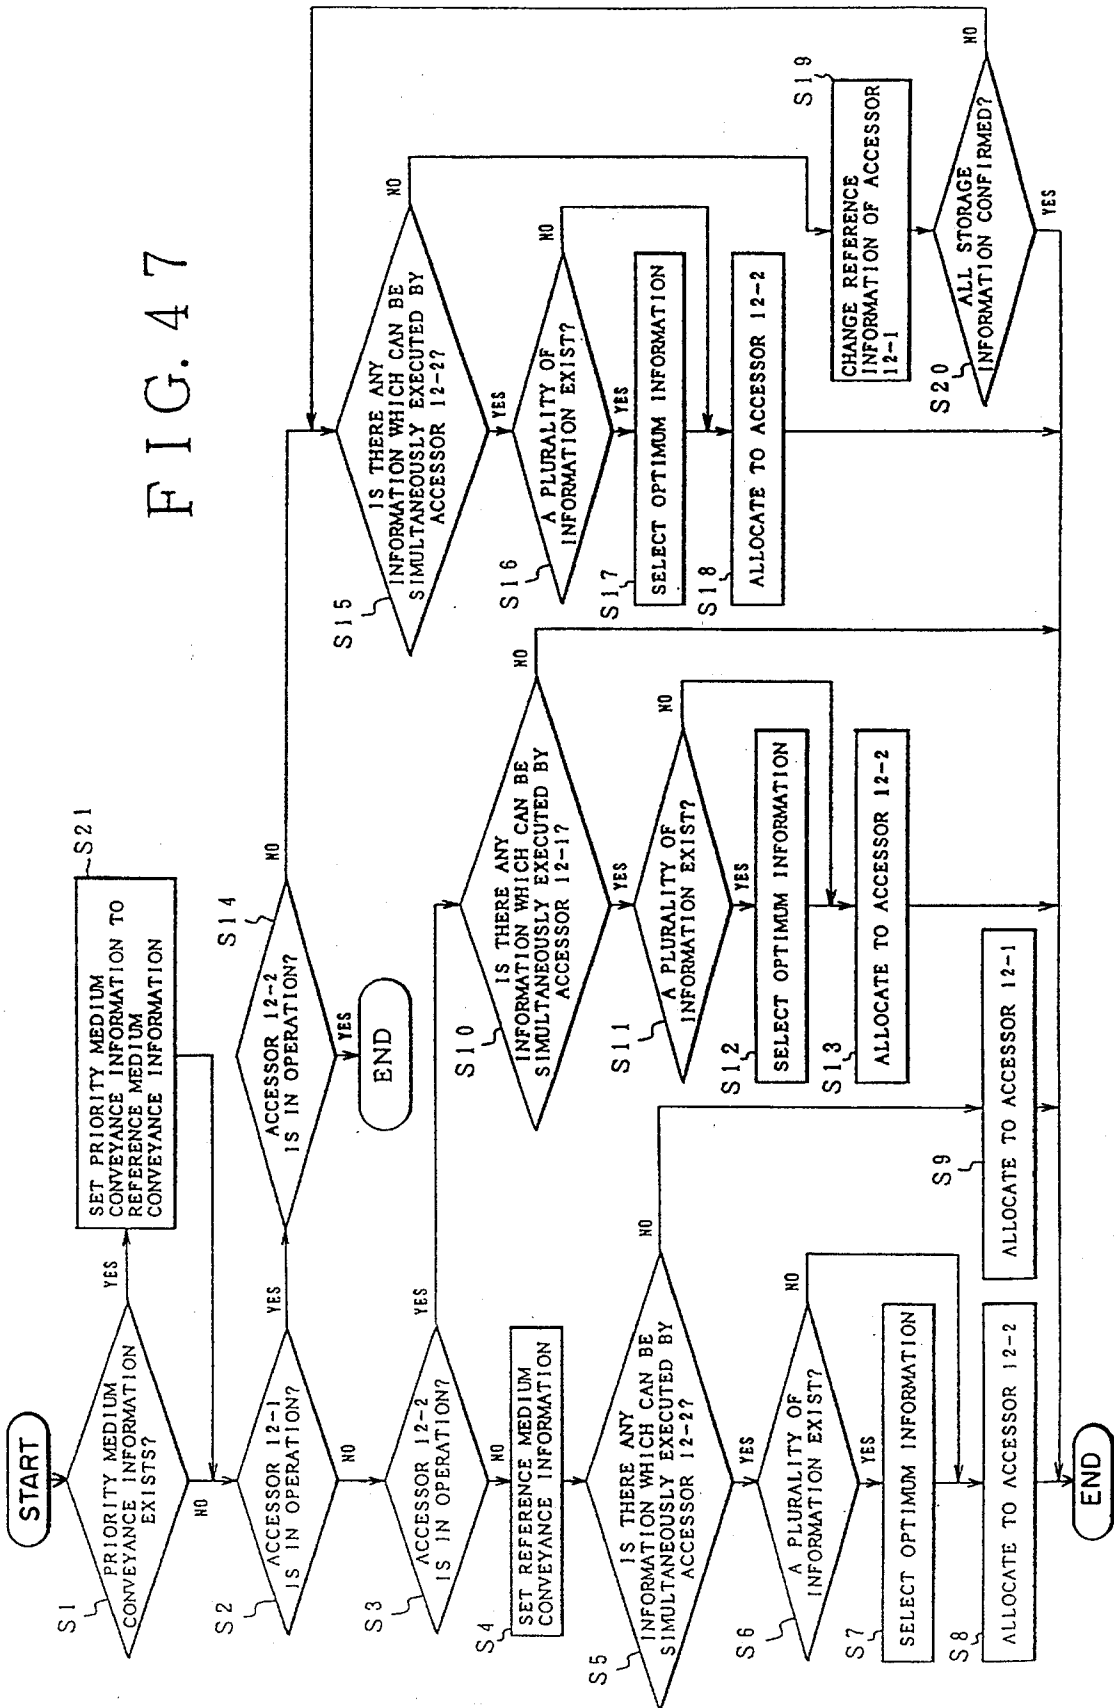 FIG. 47
START
S1
PRIORITY MEDIUM
CONVEYANCE INFORMATION
EXISTS?
YES
NO
S21
SET PRIORITY MEDIUM
CONVEYANCE INFORMATION TO
REFERENCE MEDIUM
CONVEYANCE INFORMATION
S2
ACCESSOR 12-1
IS IN OPERATION?
YES
NO
S14
ACCESSOR 12-2
IS IN OPERATION?
NO
YES
END
S3
ACCESSOR 12-2
IS IN OPERATION?
YES
NO
S4
SET REFERENCE MEDIUM
CONVEYANCE INFORMATION
S5
IS THERE ANY
INFORMATION WHICH CAN BE
SIMULTANEOUSLY EXECUTED BY
ACCESSOR 12-2?
NO
YES
S6
A PLURALITY OF
INFORMATION EXIST?
NO
YES
S7
SELECT OPTIMUM INFORMATION
S8
ALLOCATE TO ACCESSOR 12-2
S9
ALLOCATE TO ACCESSOR 12-1
S10
IS THERE ANY
INFORMATION WHICH CAN BE
SIMULTANEOUSLY EXECUTED BY
ACCESSOR 12-1?
NO
YES
S11
A PLURALITY OF
INFORMATION EXIST?
NO
YES
S12
SELECT OPTIMUM INFORMATION
S13
ALLOCATE TO ACCESSOR 12-2
S15
IS THERE ANY
INFORMATION WHICH CAN BE
SIMULTANEOUSLY EXECUTED BY
ACCESSOR 12-2?
NO
YES
S16
A PLURALITY OF
INFORMATION EXIST?
NO
YES
S17
SELECT OPTIMUM INFORMATION
S18
ALLOCATE TO ACCESSOR 12-2
S19
CHANGE REFERENCE
INFORMATION OF ACCESSOR
12-1
S20
ALL STORAGE
INFORMATION CONFIRMED?
NO
YES
END